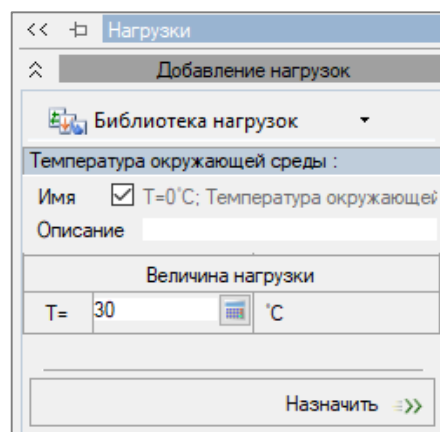 Нагрузки
Добавление нагрузок
Библиотека нагрузок
Температура окружающей среды :
Имя T=0˚C; Температура окружающей
Описание
Величина нагрузки
T= 30 ˚C
Назначить